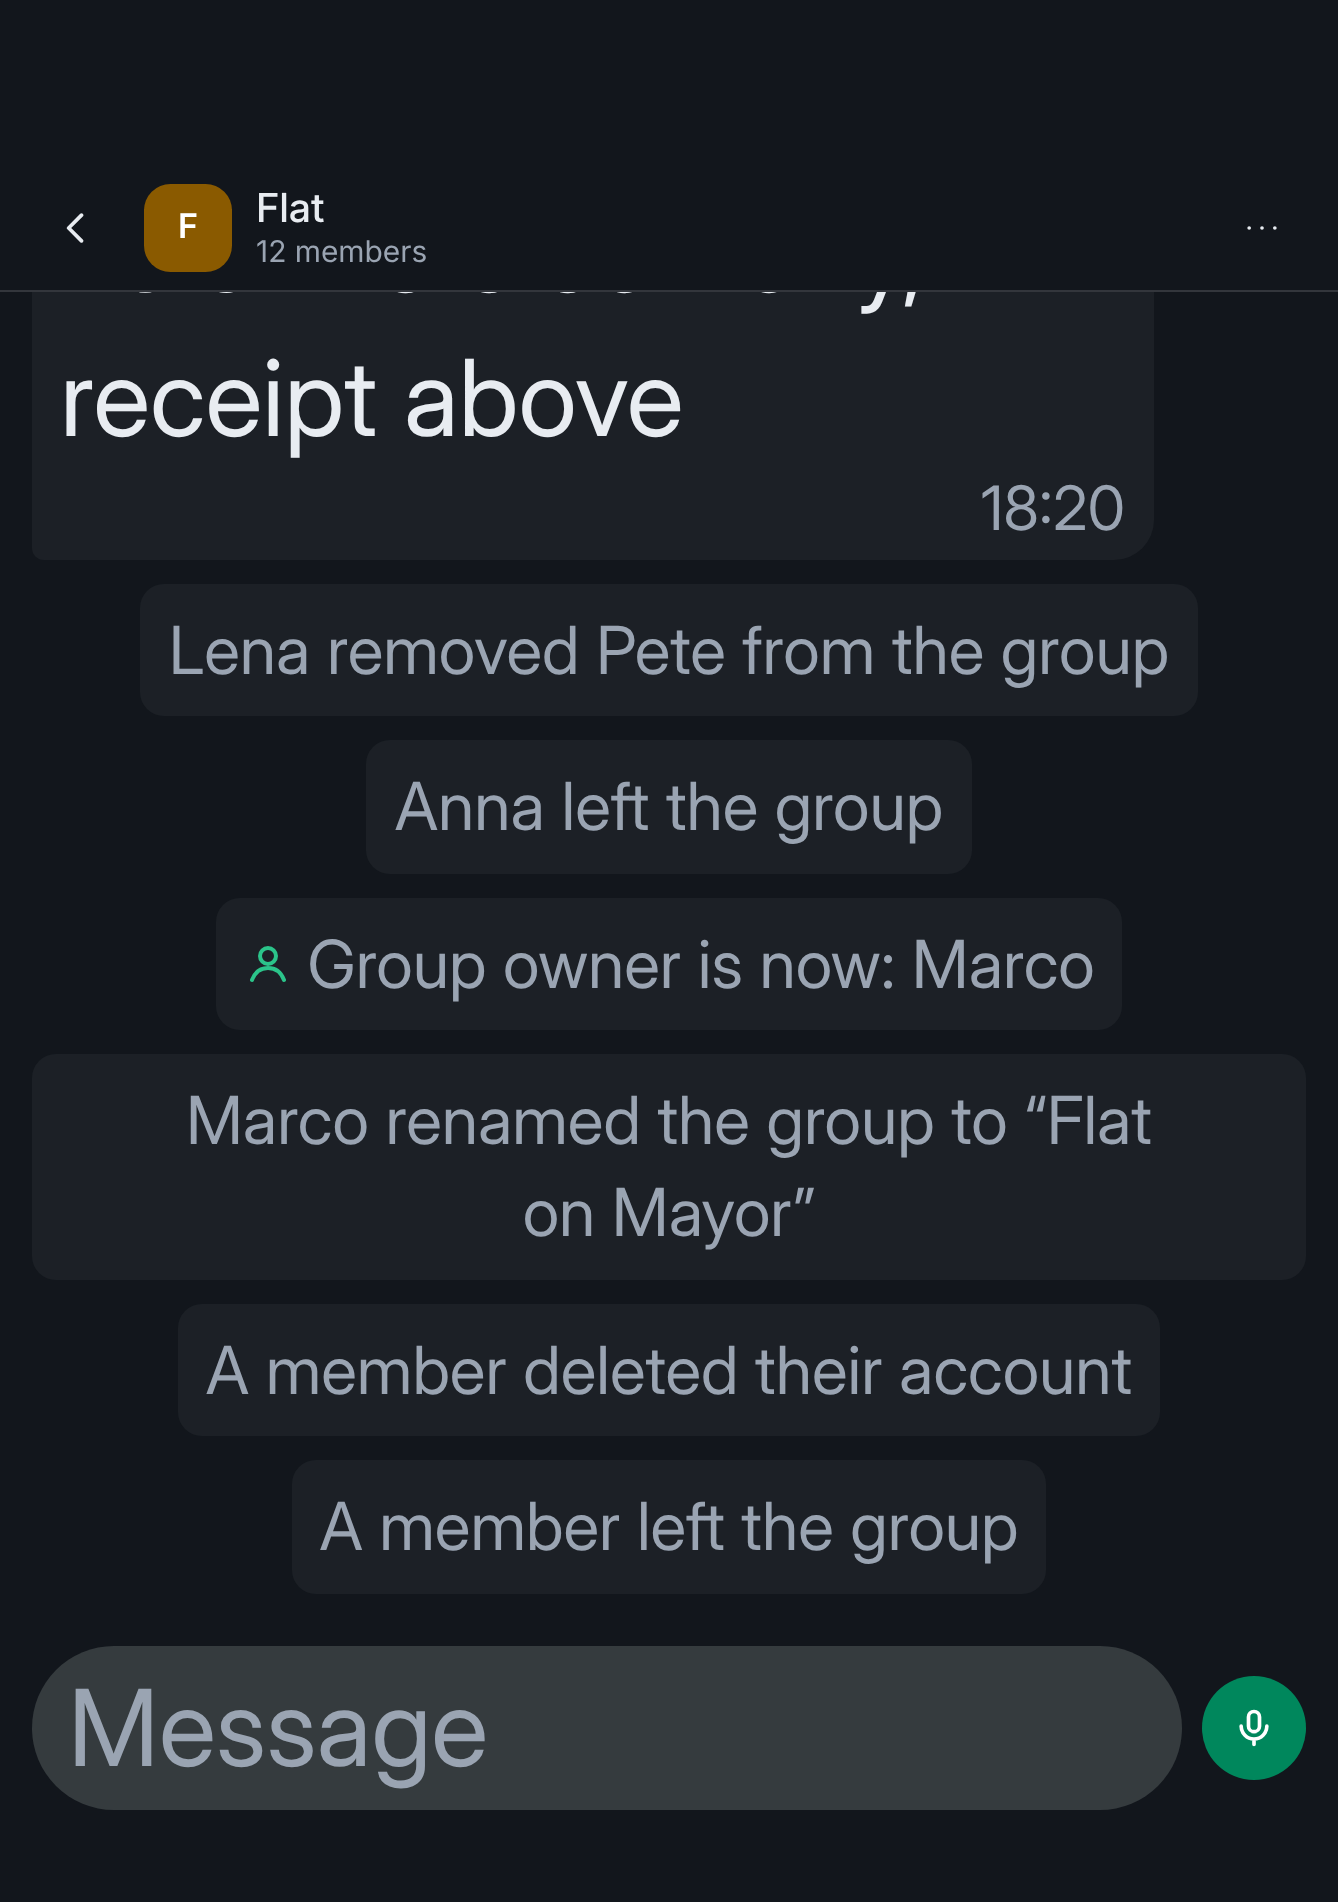 F
Flat
12 members
receipt above
18:20
Lena removed Pete from the group
Anna left the group
Group owner is now: Marco
Marco renamed the group to “Flat
on Mayor”
A member deleted their account
A member left the group
Message